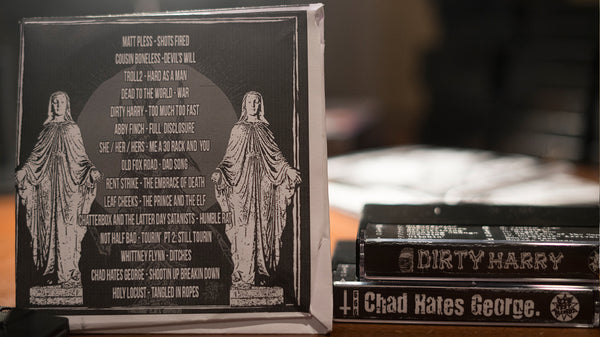 MATT PLESS - SHOTS FIRED
COUSIN BONELESS - DEVIL'S WILL
TROLL2 - HARD AS A MAN
DEAD TO THE WORLD - WAR
DIRTY HARRY - TOO MUCH TOO FAST
ABBY FINCH - FULL DISCLOSURE
SHE / HER / HERS - ME A 30 RACK AND YOU
OLD FOX ROAD - DAD SONG
RENT STRIKE - THE EMBRACE OF DEATH
LEAF CHEEKS - THE PRINCE AND THE ELF
CHATTERBOX AND THE LATTER DAY SATANISTS - HUMBLE RAT
NOT HALF BAD - TOURIN' PT 2: STILL TOURIN'
WHITTNEY FLYNN - DITCHES
CHAD HATES GEORGE - SHOOTIN UP BREAKIN DOWN
HOLY LOCUST - TANGLED IN ROPES
DIRTY HARRY
Chad Hates George.